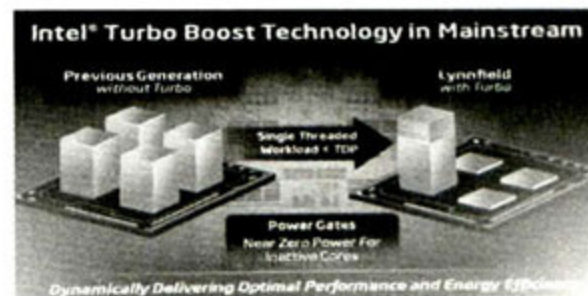 Intel® Turbo Boost Technology in Mainstream
Previous Generation
without Turbo
Lynnfield
with Turbo
Single Threaded
Workload < TDP
Power Gates
Near Zero Power For
Inactive Cores
Dynamically Delivering Optimal Performance and Energy